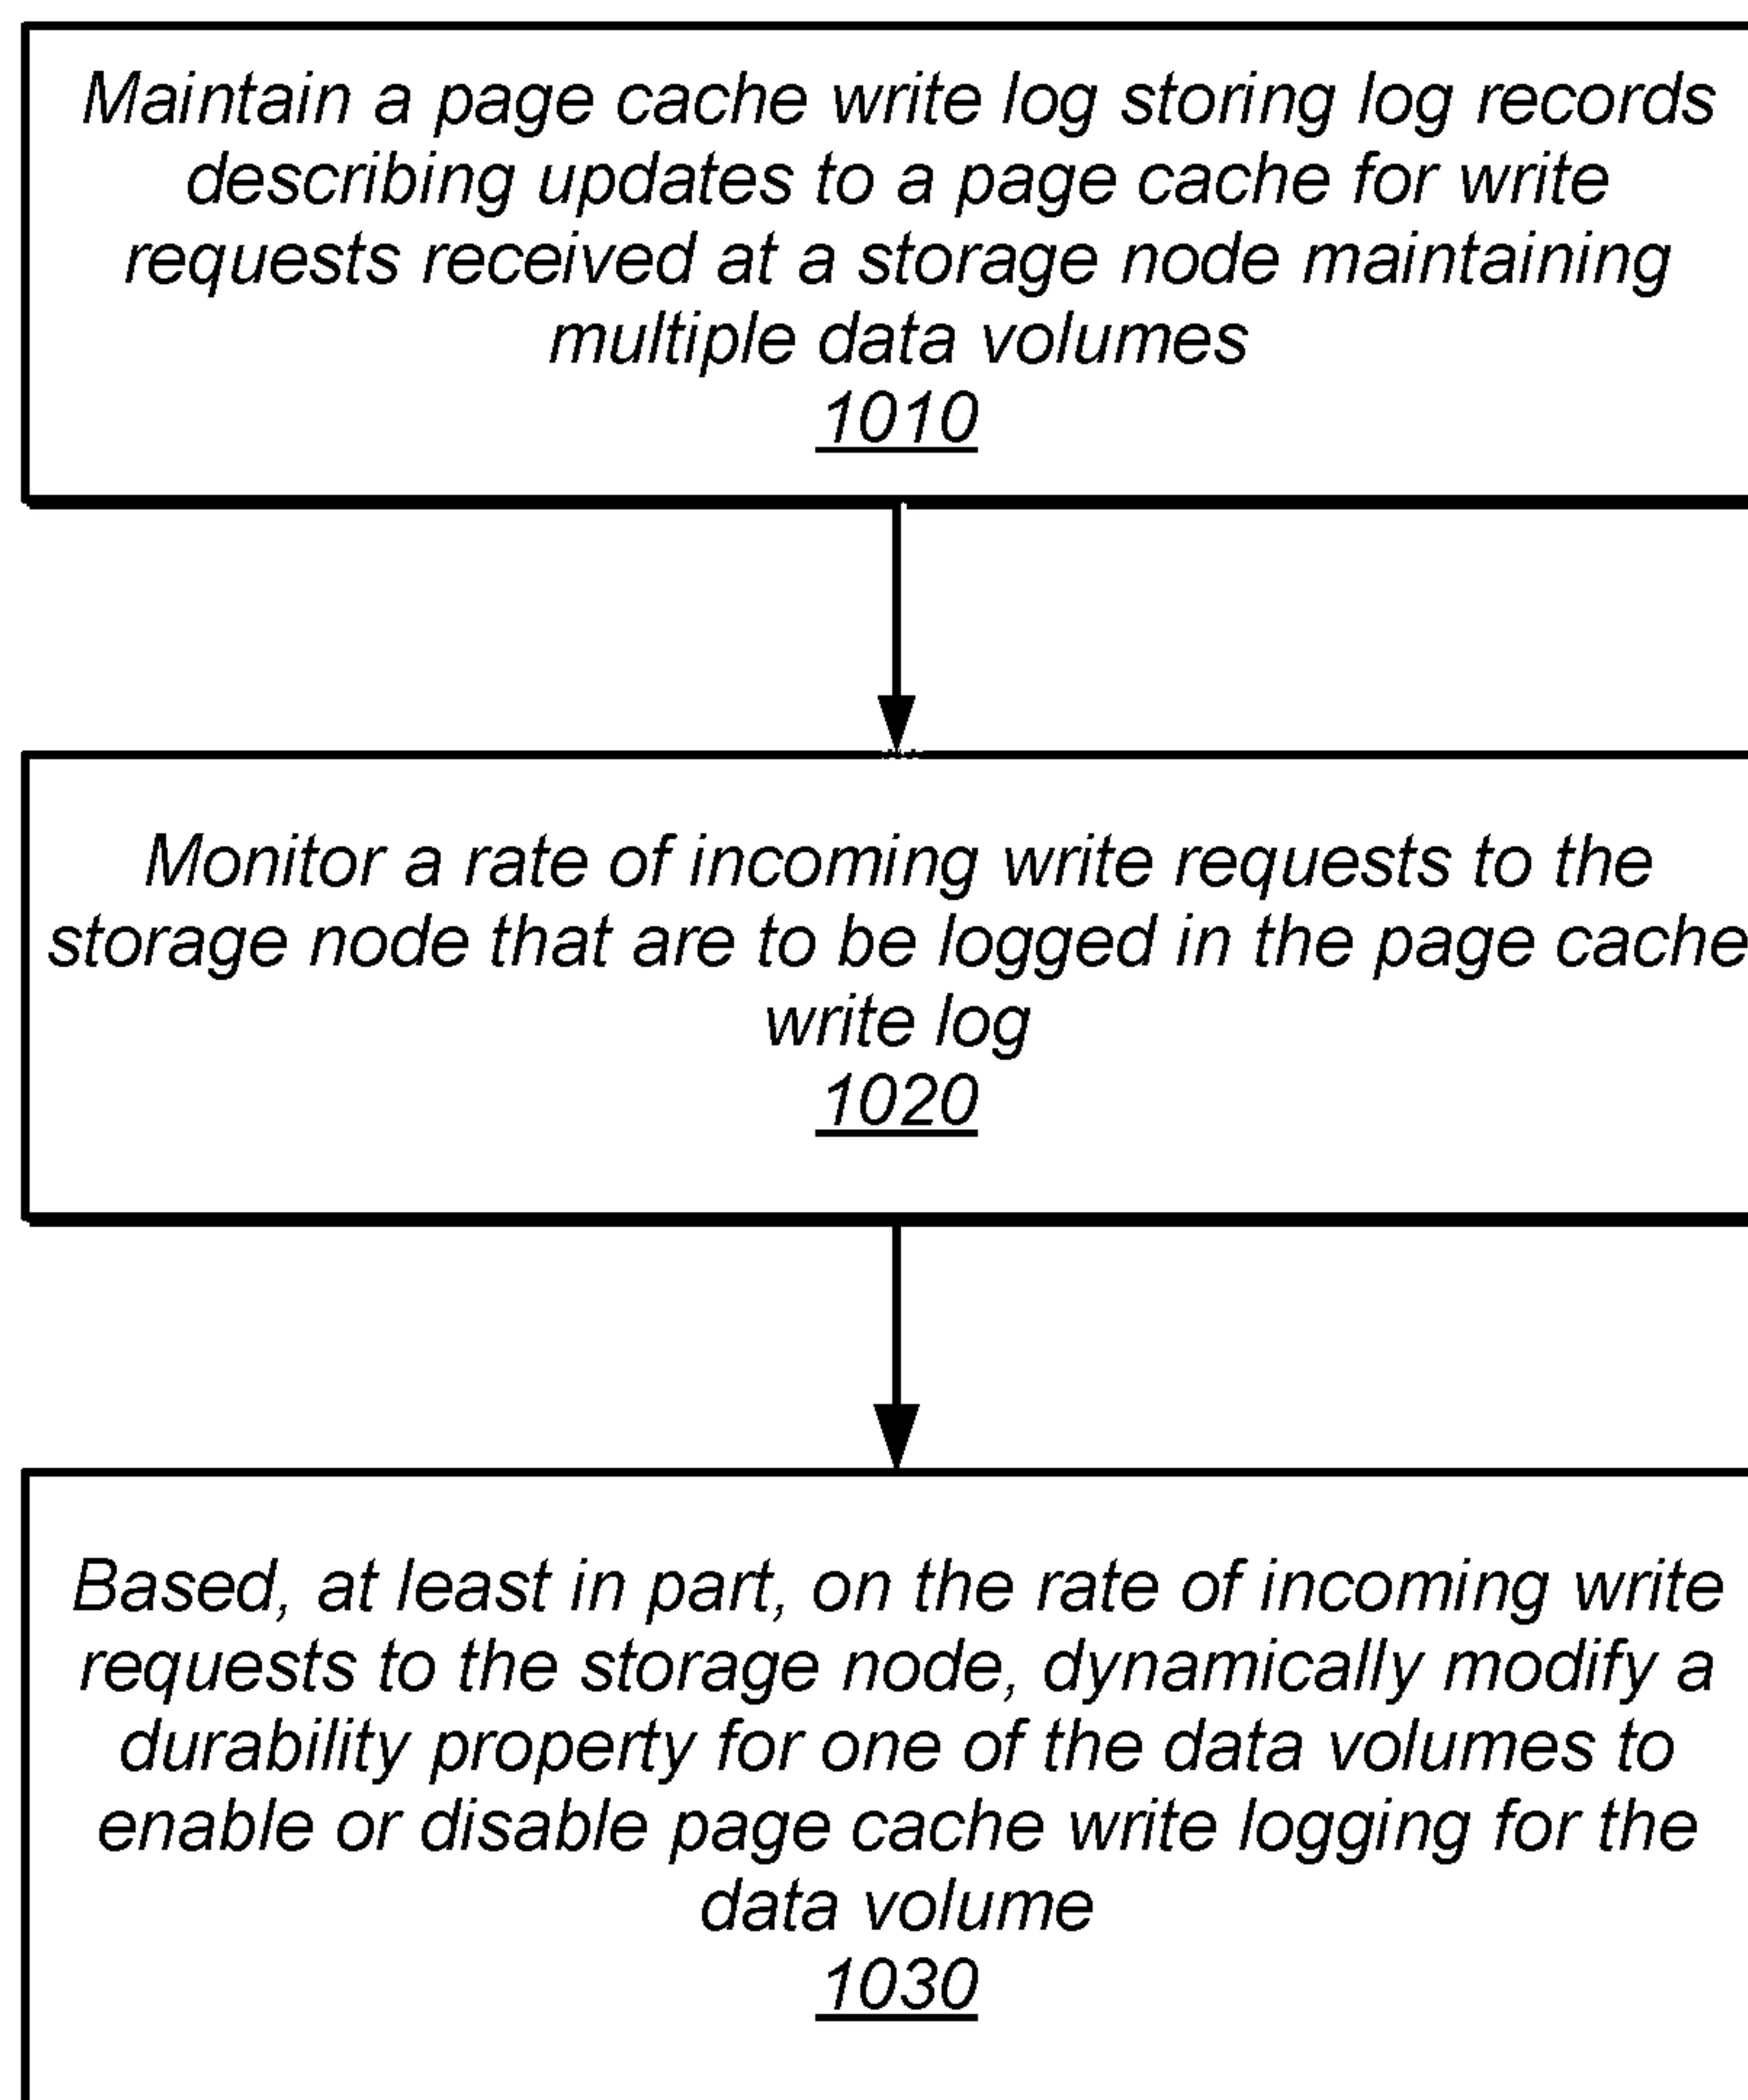 Maintain a page cache write log storing log records
describing updates to a page cache for write
requests received at a storage node maintaining
multiple data volumes
1010
Monitor a rate of incoming write requests to the
storage node that are to be logged in the page cache
write log
1020
Based, at least in part, on the rate of incoming write
requests to the storage node, dynamically modify a
durability property for one of the data volumes to
enable or disable page cache write logging for the
data volume
1030